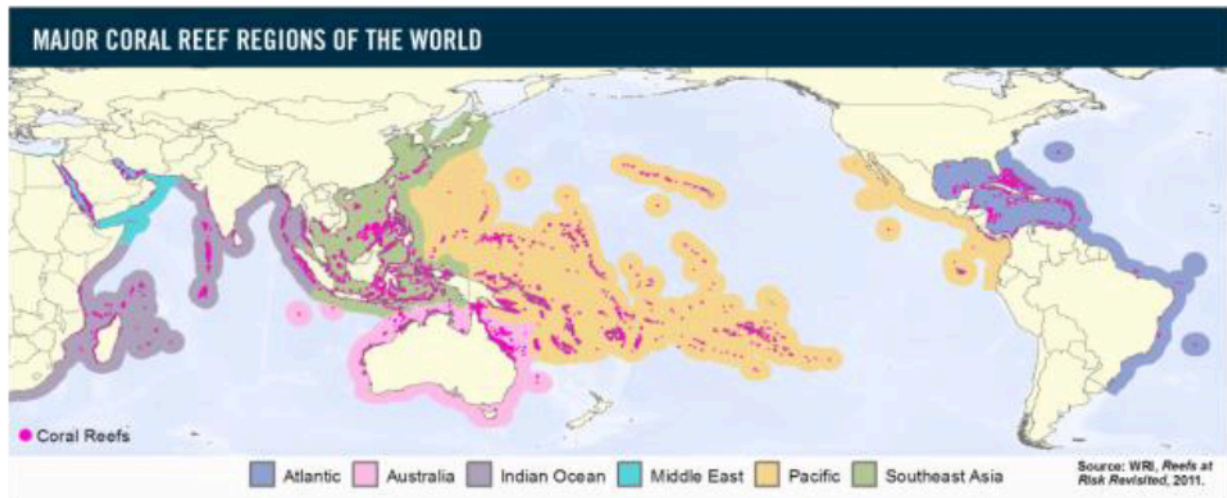 MAJOR CORAL REEF REGIONS OF THE WORLD
Coral Reefs
Atlantic Australia Indian Ocean Middle East Pacific Southeast Asia
Source: WRI, Reefs at
Risk Revisited, 2011.